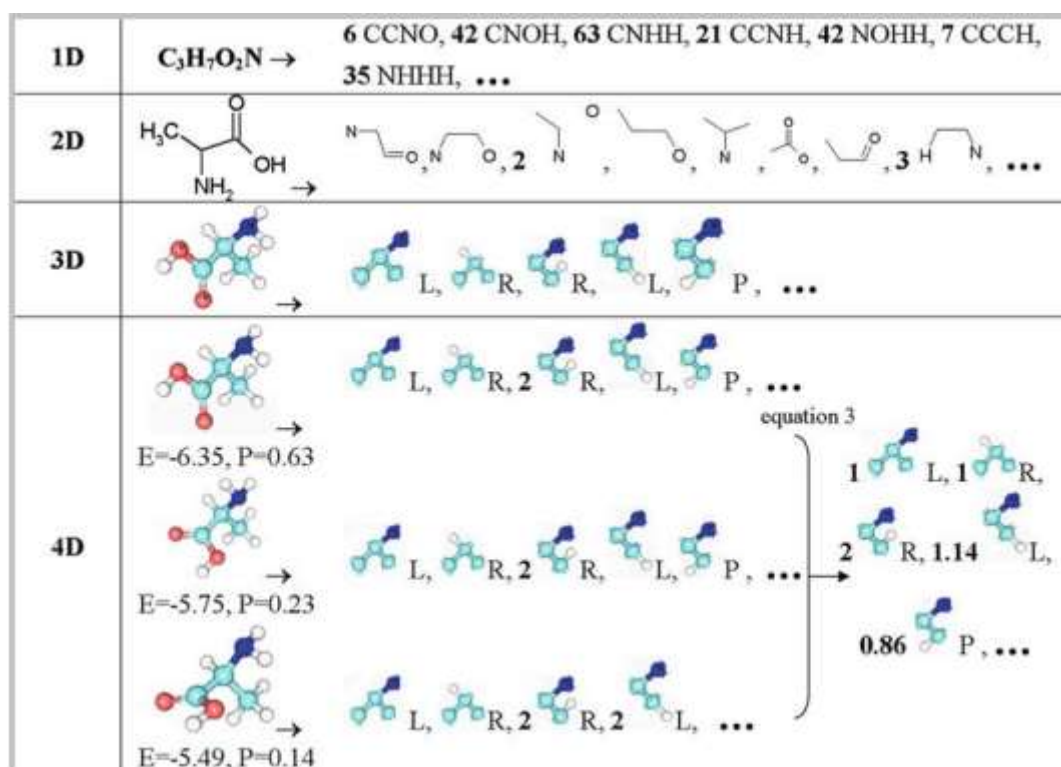 1D
C₃H₇O₂N →
6 CCNO, 42 CNOH, 63 CNHH, 21 CCNH, 42 NOHH, 7 CCCH,
35 NHHH, •••
2D
H₃C O OH NH₂ →
N O, N O, 2 N O, O, N, O O, O, 3 H N, •••
3D
→
L, R, R, L, P, •••
4D
→
L, R, 2 R, L, P, •••
E=-6.35, P=0.63
→
L, R, 2 R, L, P, •••
E=-5.75, P=0.23
→
L, R, 2 R, 2 L, •••
E=-5.49, P=0.14
equation 3
1 L, 1 R,
2 R, 1.14 L,
0.86 P, •••